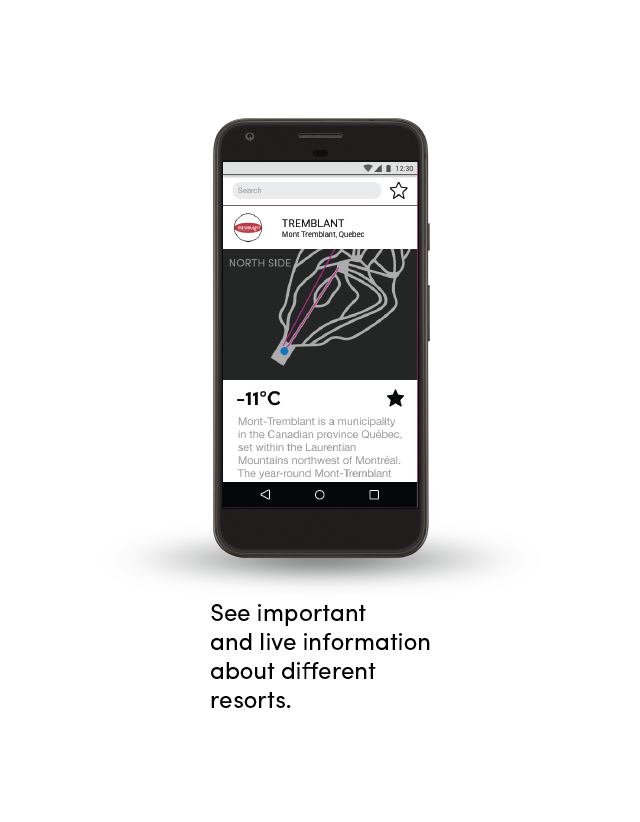 12:30
Search
TREMBLANT
Mont Tremblant, Quebec
NORTH SIDE
-11°C
Mont-Tremblant is a municipality
in the Canadian province Québec,
set within the Laurentian
Mountains northwest of Montréal.
The year-round Mont-Tremblant
See important
and live information
about different
resorts.